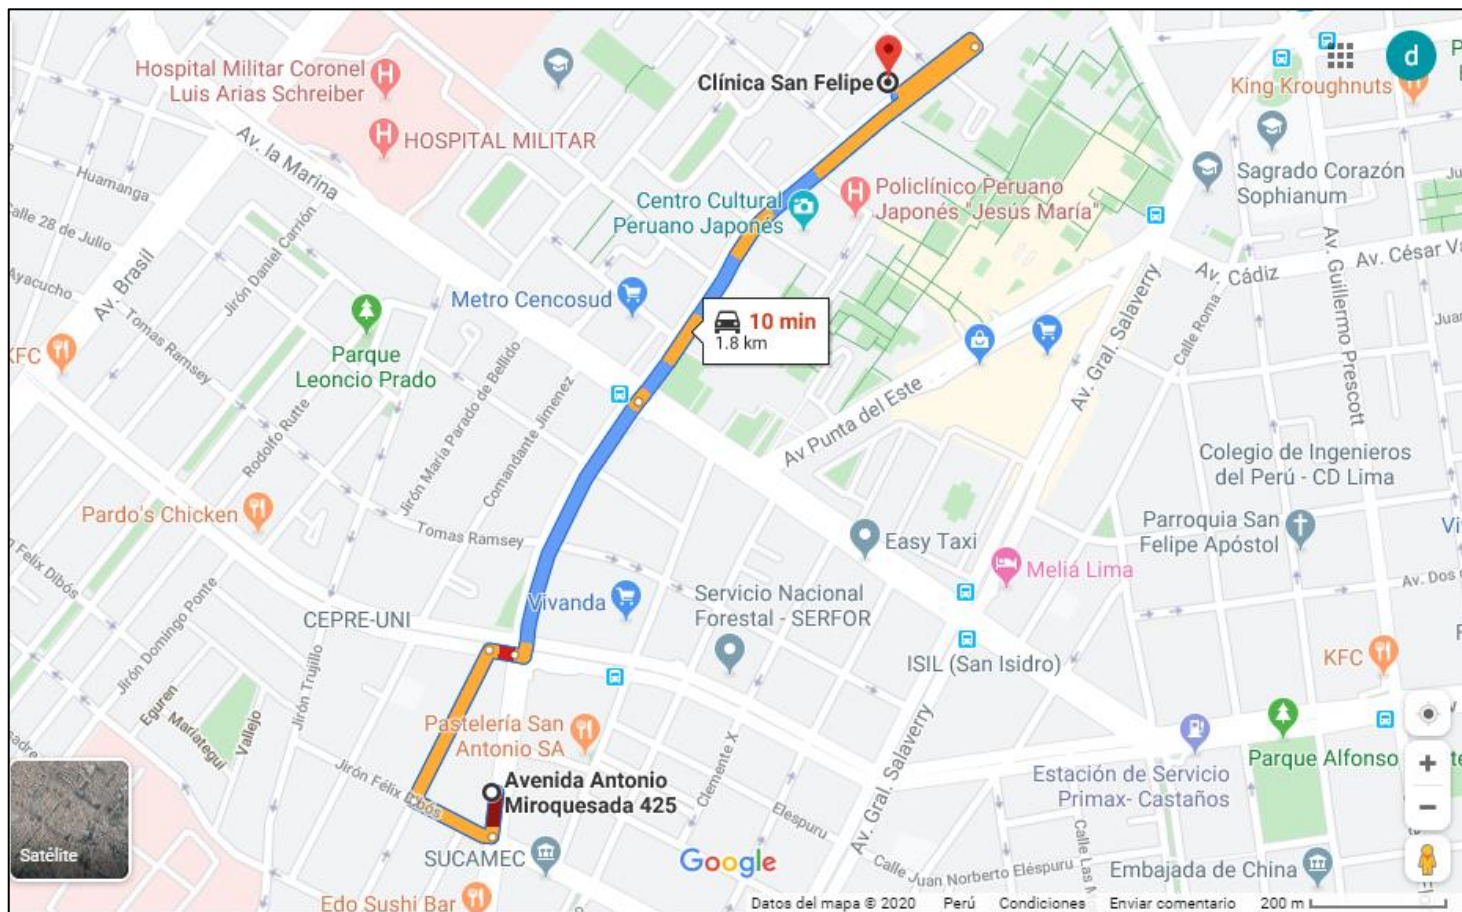 Hospital Militar Coronel
Luis Arias Schreiber
HOSPITAL MILITAR
Clínica San Felipe
d
King Kroughnuts
Av. la Marina
Huamanga
Calle 28 de Julio
Ayacucho
Av. Brasil
Jirón Daniel Carrión
Centro Cultural
Peruano Japonés
Policlínico Peruano
Japonés "Jesús María"
Sagrado Corazón
Sophianum
Av. Cádiz
Av. César Va
Av. Guillermo Prescott
Calle Roma
Av. Gral. Salaverry
Metro Cencosud
10 min
1.8 km
KFC
Tomas Ramsey
Parque
Leoncio Prado
Rodolfo Rutte
Jirón María Parado de Bellido
Comandante Jimenez
Av Punta del Este
Colegio de Ingenieros
del Perú - CD Lima
Pardo's Chicken
Tomas Ramsey
Easy Taxi
Parroquia San
Felipe Apóstol
Meliá Lima
Av. Dos
Felix Dibós
Jirón Domingo Ponte
CEPRE-UNI
Vivanda
Servicio Nacional
Forestal - SERFOR
ISIL (San Isidro)
KFC
Jirón Trujillo
Eguren
Mariategui
Vallejo
Pastelería San
Antonio SA
Clemente X
Av. Gral. Salaverry
Estación de Servicio
Primax- Castaños
Parque Alfonso
Jirón Félix Dibós
Avenida Antonio
Miroquesada 425
Elespuru
SUCAMEC
Calle Juan Norberto Eléspuru
Calle Las
Embajada de China
Satélite
Edo Sushi Bar
Google
Datos del mapa © 2020 Perú Condiciones Enviar comentario 200 m